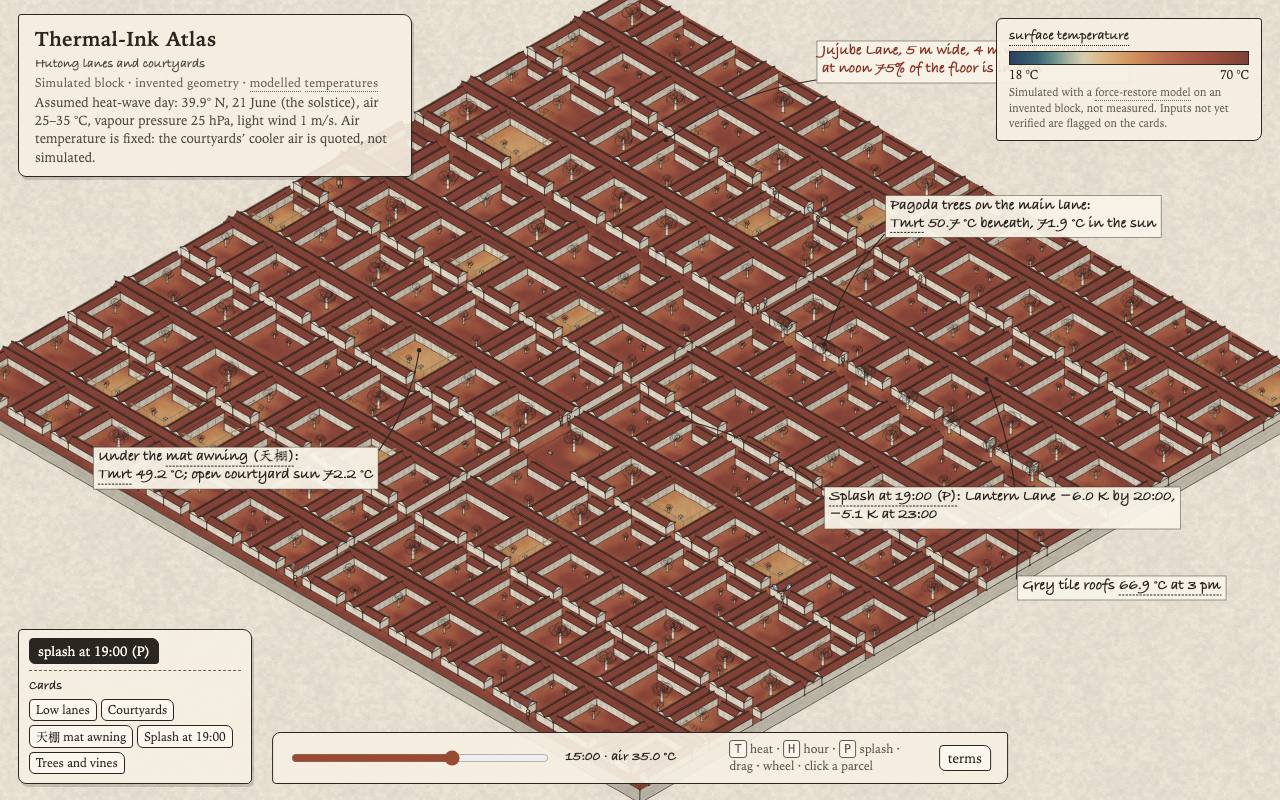 Thermal-Ink Atlas
Hutong lanes and courtyards
Simulated block · invented geometry · modelled temperatures
Assumed heat-wave day: 39.9° N, 21 June (the solstice), air
25–35 °C, vapour pressure 25 hPa, light wind 1 m/s. Air
temperature is fixed: the courtyards’ cooler air is quoted, not
simulated.
Jujube Lane, 5 m wide, 4 m
at noon 75% of the floor is
surface temperature
18 °C
70 °C
Simulated with a force-restore model on an
invented block, not measured. Inputs not yet
verified are flagged on the cards.
Pagoda trees on the main lane:
Tmrt 50.7 °C beneath, 71.9 °C in the sun
Under the mat awning (天棚):
Tmrt 49.2 °C; open courtyard sun 72.2 °C
Splash at 19:00 (P): Lantern Lane −6.0 K by 20:00,
−5.1 K at 23:00
Grey tile roofs 66.9 °C at 3 pm
splash at 19:00 (P)
Cards
Low lanes
Courtyards
天棚 mat awning
Splash at 19:00
Trees and vines
15:00 · air 35.0 °C
T heat · H hour · P splash ·
drag · wheel · click a parcel
terms